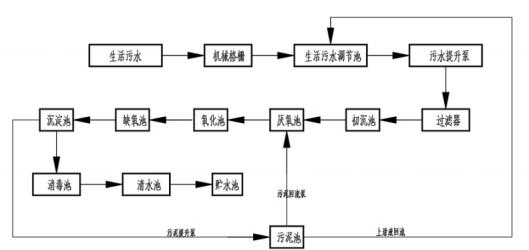 生活污水
机械格栅
生活污水调节池
污水提升泵
沉淀池
缺氧池
氧化池
厌氧池
初沉池
过滤器
消毒池
清水池
贮水池
污泥回流泵
污泥提升泵
污泥池
上清液回流